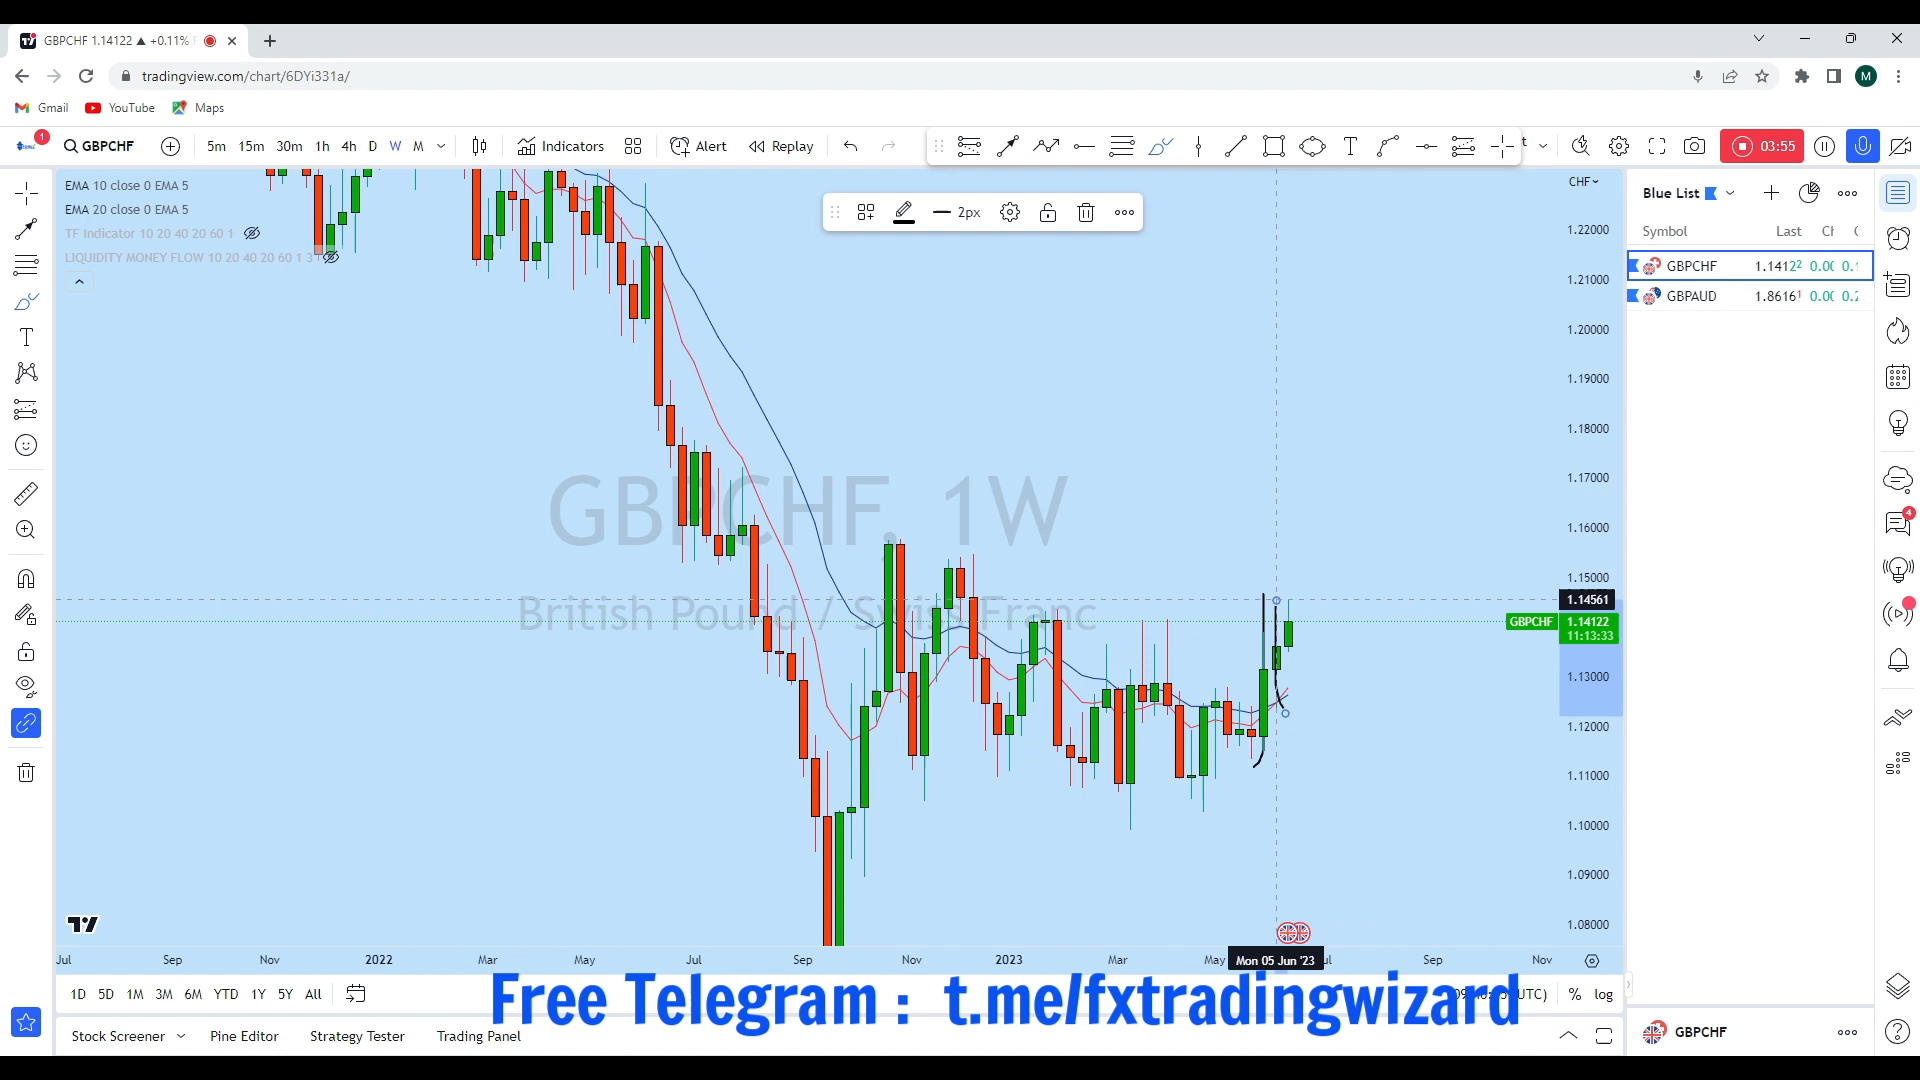 GBPCHF 1.14122 ▲ +0.11%
tradingview.com/chart/6DYi331a/
M
Gmail YouTube Maps
1 GBPCHF 5m 15m 30m 1h 4h D W M Indicators Alert Replay 03:55
EMA 10 close 0 EMA 5
EMA 20 close 0 EMA 5
TF Indicator 10 20 40 20 60 1
LIQUIDITY MONEY FLOW 10 20 40 20 60 1 3
2px
CHF
1.22000
1.21000
1.20000
1.19000
1.18000
1.17000
1.16000
1.15000
1.14561
GBPCHF 1.14122
11:13:33
1.13000
1.12000
1.11000
1.10000
1.09000
1.08000
GBPCHF, 1W
British Pound / Swiss Franc
Blue List
Symbol Last
GBPCHF 1.14122
GBPAUD 1.86161
4
Jul Sep Nov 2022 Mar May Jul Sep Nov 2023 Mar May Mon 05 Jun '23 Sep Nov
1D 5D 1M 3M 6M YTD 1Y 5Y All % log
Free Telegram : t.me/fxtradingwizard
Stock Screener Pine Editor Strategy Tester Trading Panel
GBPCHF